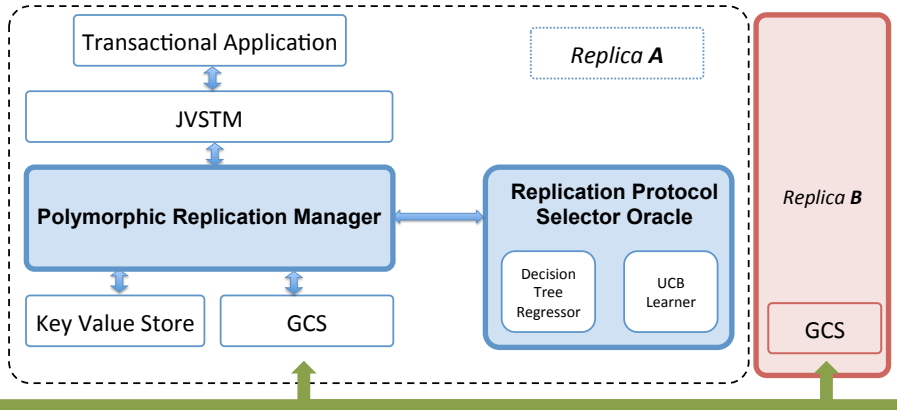 Transactional Application
Replica A
JVSTM
Polymorphic Replication Manager
Replication Protocol
Selector Oracle
Decision
Tree
Regressor
UCB
Learner
Key Value Store
GCS
Replica B
GCS